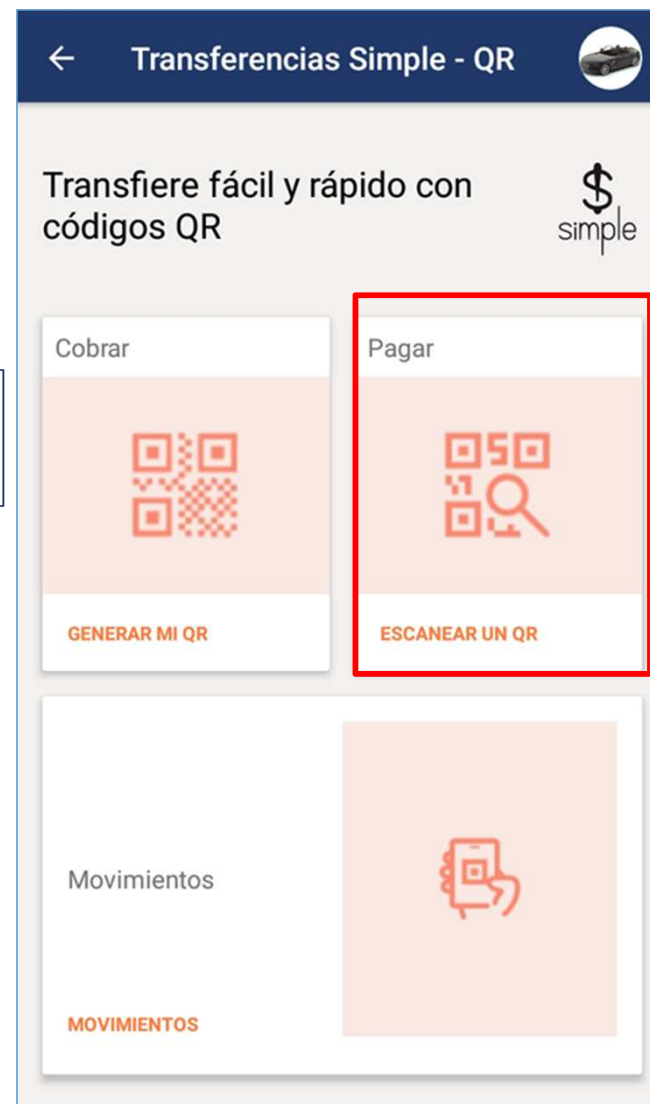 Transferencias Simple - QR
Transfiere fácil y rápido con
códigos QR
$
simple
Cobrar
Pagar
GENERAR MI QR
ESCANEAR UN QR
Movimientos
MOVIMIENTOS